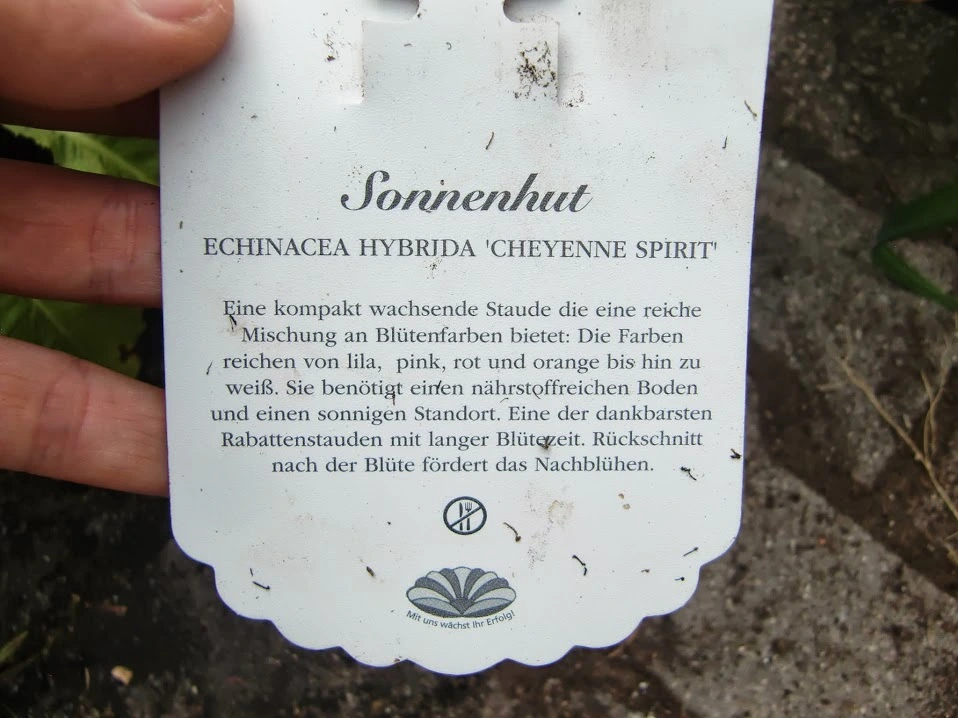 Sonnenhut
ECHINACEA HYBRIDA 'CHEYENNE SPIRIT'
Eine kompakt wachsende Staude die eine reiche
Mischung an Blütenfarben bietet: Die Farben
reichen von lila, pink, rot und orange bis hin zu
weiß. Sie benötigt einen nährstoffreichen Boden
und einen sonnigen Standort. Eine der dankbarsten
Rabattenstauden mit langer Blütezeit. Rückschnitt
nach der Blüte fördert das Nachblühen.
Mit uns wächst Ihr Erfolg!